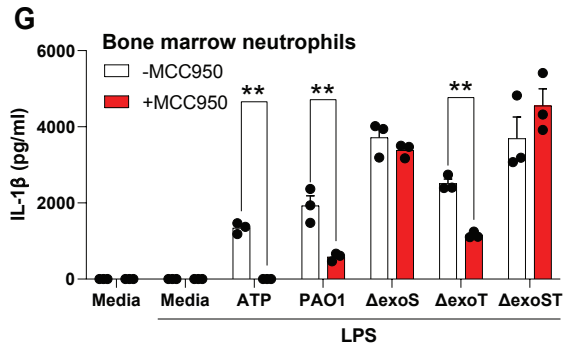 G
Bone marrow neutrophils
-MCC950
+MCC950
IL-1β (pg/ml)
6000
4000
2000
0
** ** **
Media Media ATP PAO1 ΔexoS ΔexoT ΔexoST
LPS